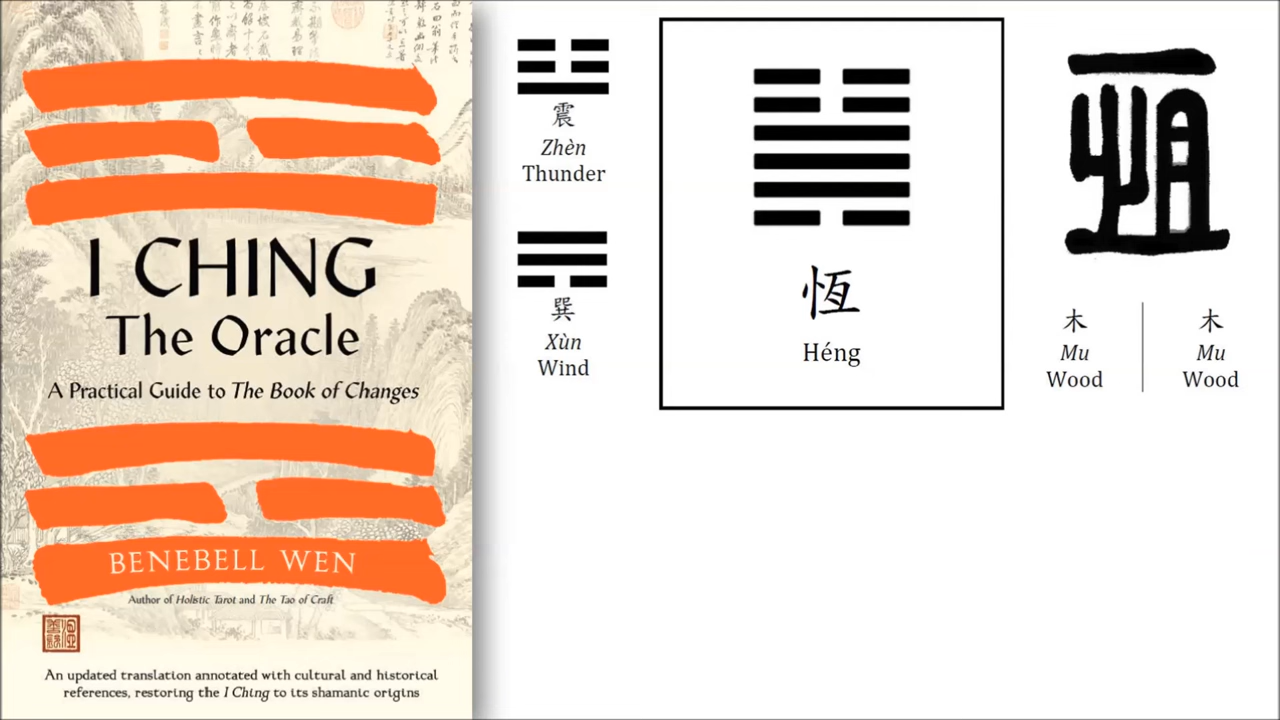 I CHING
The Oracle
A Practical Guide to The Book of Changes
BENEBELL WEN
Author of Holistic Tarot and The Tao of Craft
An updated translation annotated with cultural and historical
references, restoring the I Ching to its shamanic origins
震
Zhèn
Thunder
巽
Xùn
Wind
恆
Héng
木
Mu
Wood
木
Mu
Wood